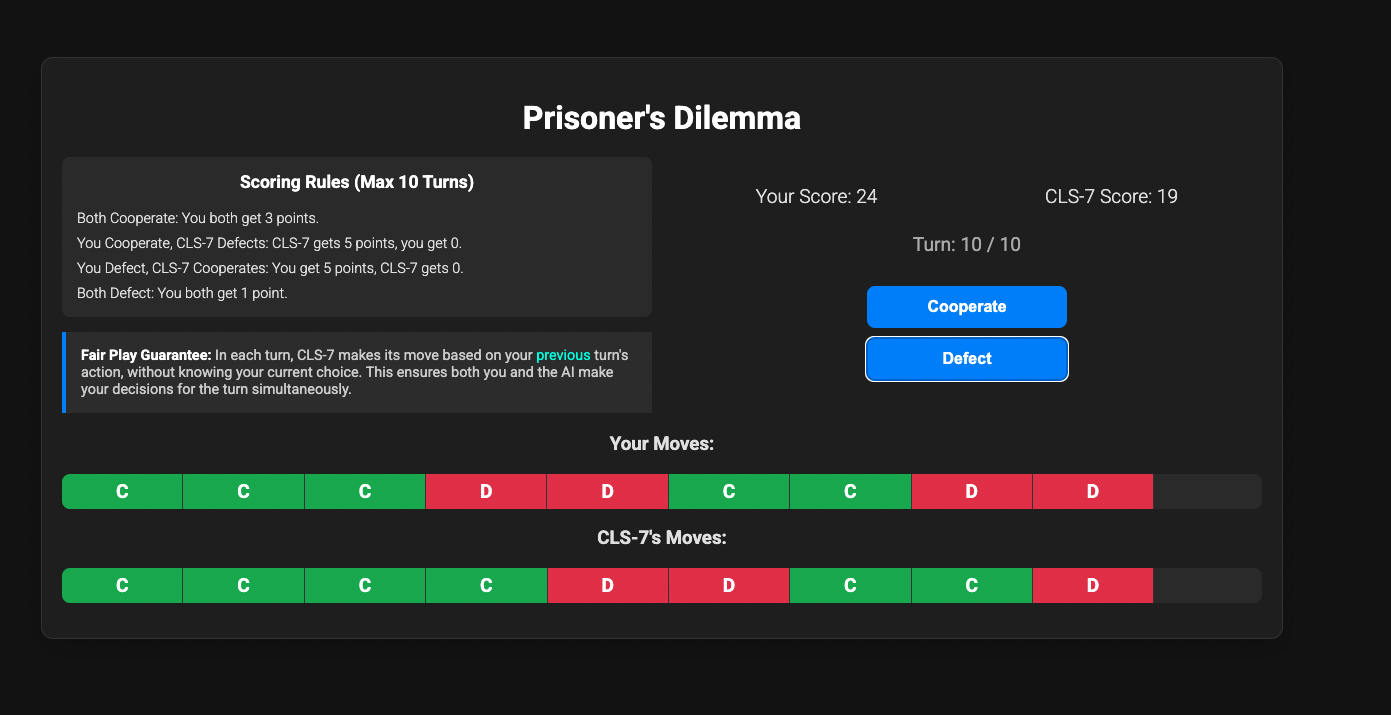 Prisoner's Dilemma
Scoring Rules (Max 10 Turns)
Both Cooperate: You both get 3 points.
You Cooperate, CLS-7 Defects: CLS-7 gets 5 points, you get 0.
You Defect, CLS-7 Cooperates: You get 5 points, CLS-7 gets 0.
Both Defect: You both get 1 point.
Fair Play Guarantee: In each turn, CLS-7 makes its move based on your previous turn's
action, without knowing your current choice. This ensures both you and the AI make
your decisions for the turn simultaneously.
Your Score: 24 CLS-7 Score: 19
Turn: 10 / 10
Cooperate
Defect
Your Moves:
C C C D D C C D D
CLS-7's Moves:
C C C C D D C C D